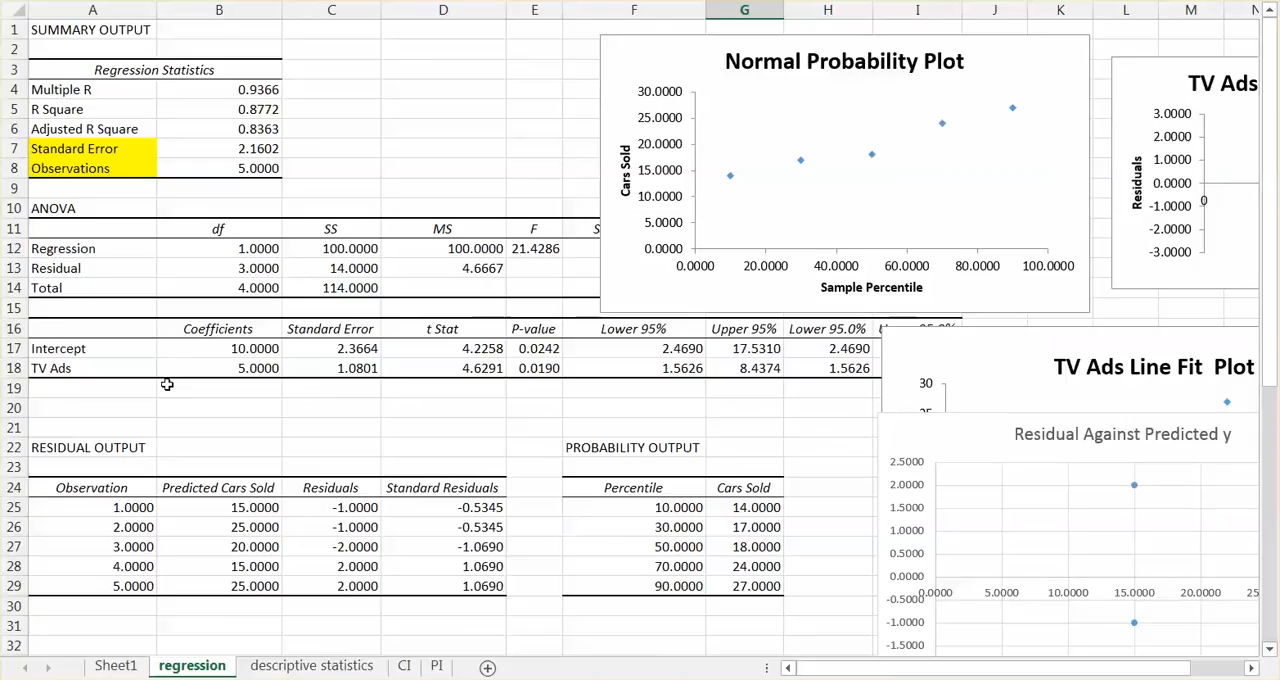 A B C D E F G H I J K L M N
1 SUMMARY OUTPUT
2
3 Regression Statistics
4 Multiple R 0.9366
5 R Square 0.8772
6 Adjusted R Square 0.8363
7 Standard Error 2.1602
8 Observations 5.0000
9
10 ANOVA
11 df SS MS F S
12 Regression 1.0000 100.0000 100.0000 21.4286
13 Residual 3.0000 14.0000 4.6667
14 Total 4.0000 114.0000
15
16 Coefficients Standard Error t Stat P-value Lower 95% Upper 95% Lower 95.0% Upper 95.0%
17 Intercept 10.0000 2.3664 4.2258 0.0242 2.4690 17.5310 2.4690
18 TV Ads 5.0000 1.0801 4.6291 0.0190 1.5626 8.4374 1.5626
19
20
21
22 RESIDUAL OUTPUT PROBABILITY OUTPUT
23
24 Observation Predicted Cars Sold Residuals Standard Residuals Percentile Cars Sold
25 1.0000 15.0000 -1.0000 -0.5345 10.0000 14.0000
26 2.0000 25.0000 -1.0000 -0.5345 30.0000 17.0000
27 3.0000 20.0000 -2.0000 -1.0690 50.0000 18.0000
28 4.0000 15.0000 2.0000 1.0690 70.0000 24.0000
29 5.0000 25.0000 2.0000 1.0690 90.0000 27.0000
30
31
32
Normal Probability Plot
Cars Sold
30.0000
25.0000
20.0000
15.0000
10.0000
5.0000
0.0000
0.0000 20.0000 40.0000 60.0000 80.0000 100.0000
Sample Percentile
TV Ads
Residuals
3.0000
2.0000
1.0000
0.0000
0
-1.0000
-2.0000
-3.0000
TV Ads Line Fit Plot
30
Residual Against Predicted y
2.5000
2.0000
1.5000
1.0000
0.5000
0.0000
0.0000 5.0000 10.0000 15.0000 20.0000 25
-0.5000
-1.0000
-1.5000
Sheet1 regression descriptive statistics CI PI